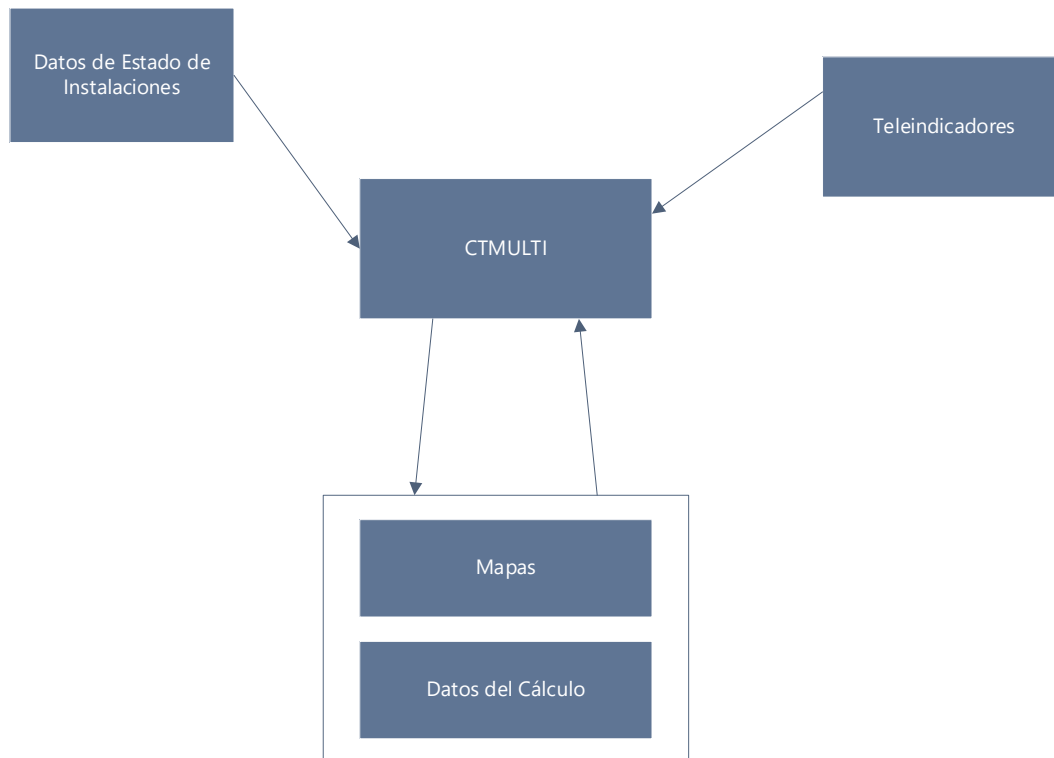 Datos de Estado de
Instalaciones
Teleindicadores
CTMULTI
Mapas
Datos del Cálculo